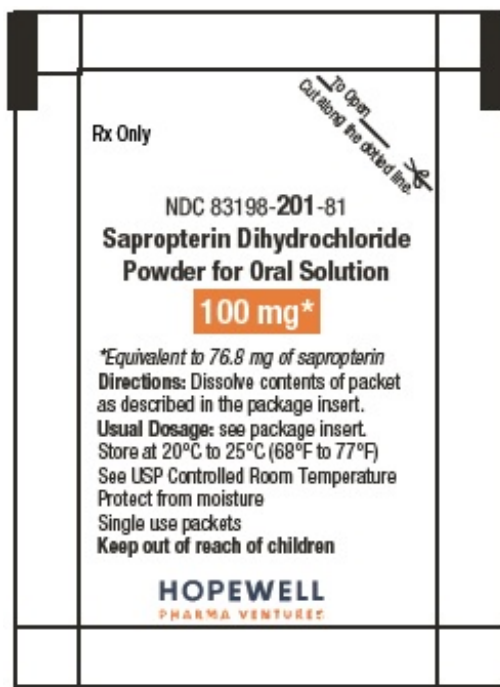 To Open
Cut along the dotted line.
Rx Only
NDC 83198-201-81
Sapropterin Dihydrochloride
Powder for Oral Solution
100 mg*
*Equivalent to 76.8 mg of sapropterin
Directions: Dissolve contents of packet
as described in the package insert.
Usual Dosage: see package insert.
Store at 20°C to 25°C (68°F to 77°F)
See USP Controlled Room Temperature
Protect from moisture
Single use packets
Keep out of reach of children
HOPEWELL
PHARMA VENTURES